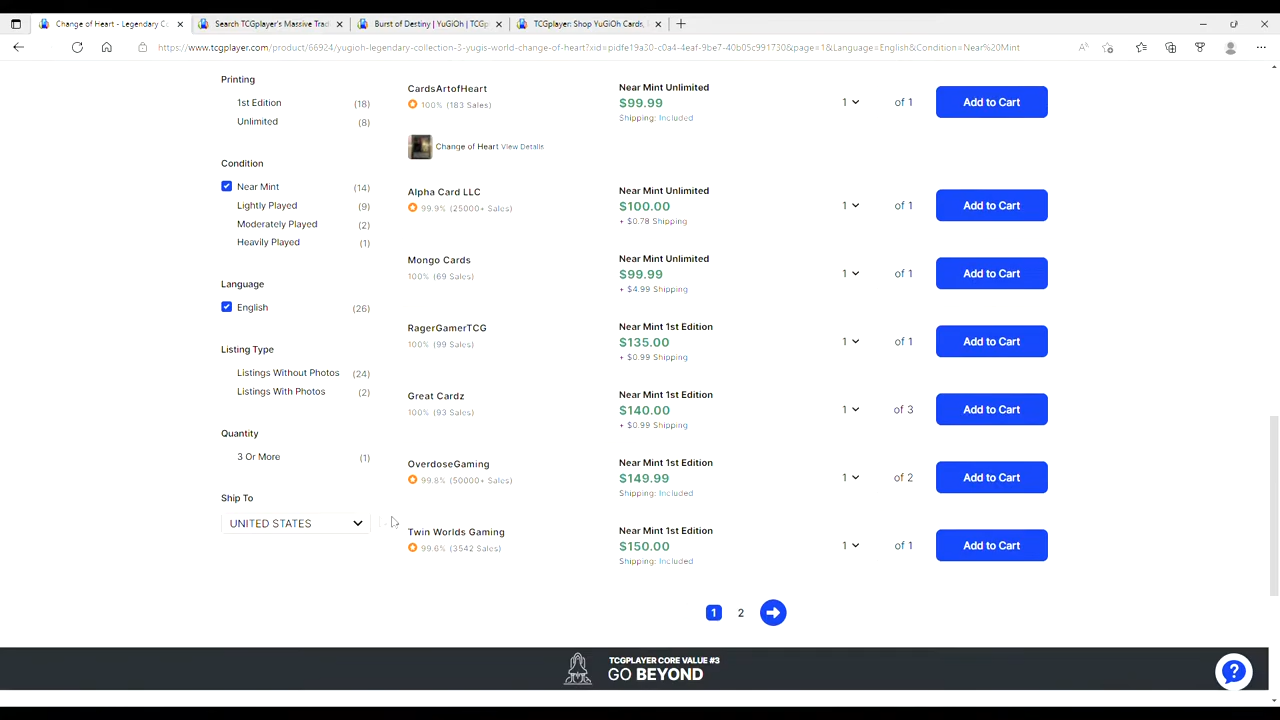 Change of Heart - Legendary Co
Search TCGplayer's Massive Trad
Burst of Destiny | YuGiOh | TCGp
TCGplayer: Shop YuGiOh Cards,
https://www.tcgplayer.com/product/66924/yugioh-legendary-collection-3-yugis-world-change-of-heart?xid=pidfe19a30-c0a4-4eaf-9be7-40b05c991730&page=1&Language=English&Condition=Near%20Mint
Printing
1st Edition (18)
Unlimited (8)
Condition
Near Mint (14)
Lightly Played (9)
Moderately Played (2)
Heavily Played (1)
Language
English (26)
Listing Type
Listings Without Photos (24)
Listings With Photos (2)
Quantity
3 Or More (1)
Ship To
UNITED STATES
CardsArtofHeart
100% (183 Sales)
Near Mint Unlimited
$99.99
Shipping: Included
1 of 1 Add to Cart
Change of Heart View Details
Alpha Card LLC
99.9% (25000+ Sales)
Near Mint Unlimited
$100.00
+ $0.78 Shipping
1 of 1 Add to Cart
Mongo Cards
100% (69 Sales)
Near Mint Unlimited
$99.99
+ $4.99 Shipping
1 of 1 Add to Cart
RagerGamerTCG
100% (99 Sales)
Near Mint 1st Edition
$135.00
+ $0.99 Shipping
1 of 1 Add to Cart
Great Cardz
100% (93 Sales)
Near Mint 1st Edition
$140.00
+ $0.99 Shipping
1 of 3 Add to Cart
OverdoseGaming
99.8% (50000+ Sales)
Near Mint 1st Edition
$149.99
Shipping: Included
1 of 2 Add to Cart
Twin Worlds Gaming
99.6% (3542 Sales)
Near Mint 1st Edition
$150.00
Shipping: Included
1 of 1 Add to Cart
1 2
TCGPLAYER CORE VALUE #3
GO BEYOND